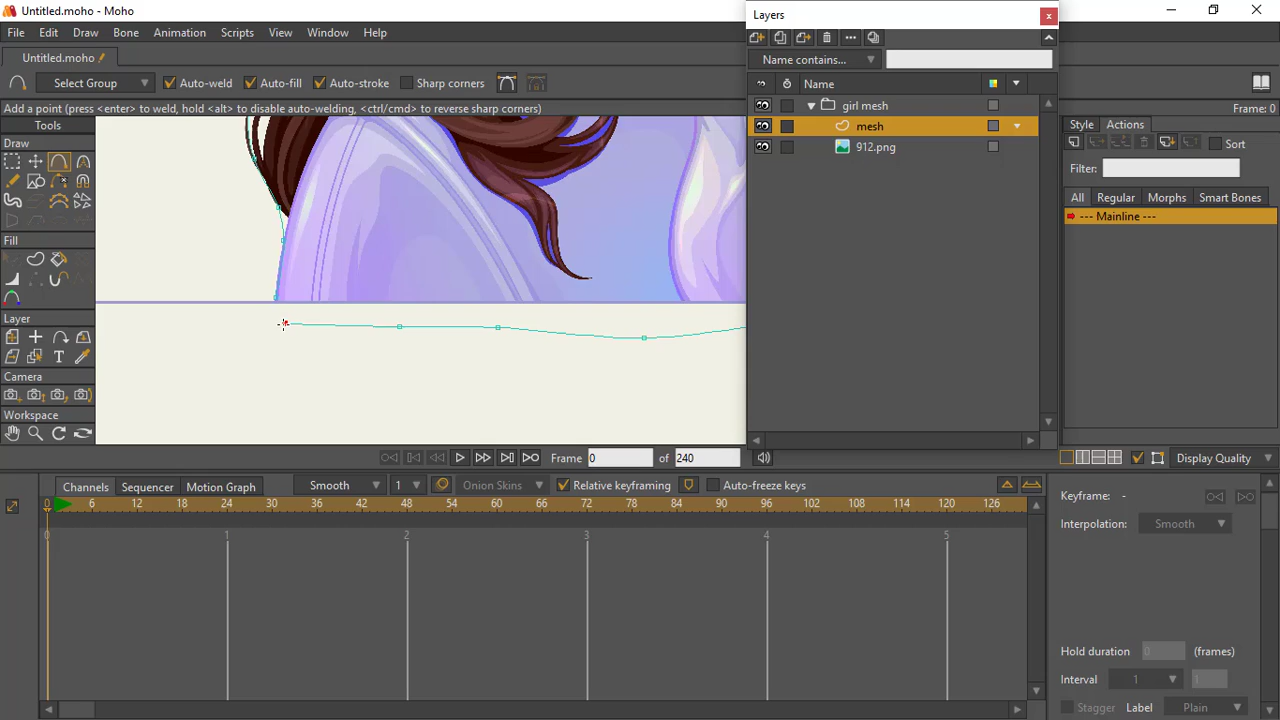 Untitled.moho * - Moho
Layers
File Edit Draw Bone Animation Scripts View Window Help
Untitled.moho
Name contains...
Select Group Auto-weld Auto-fill Auto-stroke Sharp corners
Name
Add a point (press <enter> to weld, hold <alt> to disable auto-welding, <ctrl/cmd> to reverse sharp corners)
Frame: 0
girl mesh
Tools
mesh
Style Actions
Draw
912.png
Sort
Filter:
All Regular Morphs Smart Bones
--- Mainline ---
Fill
Layer
T
Camera
Workspace
Frame 0 of 240
Display Quality
Channels Sequencer Motion Graph Smooth 1 Onion Skins Relative keyframing Auto-freeze keys
Keyframe: -
0 6 12 18 24 30 36 42 48 54 60 66 72 78 84 90 96 102 108 114 120 126
Interpolation: Smooth
0 1 2 3 4 5
Hold duration 0 (frames)
Interval 1 1
Stagger Label Plain